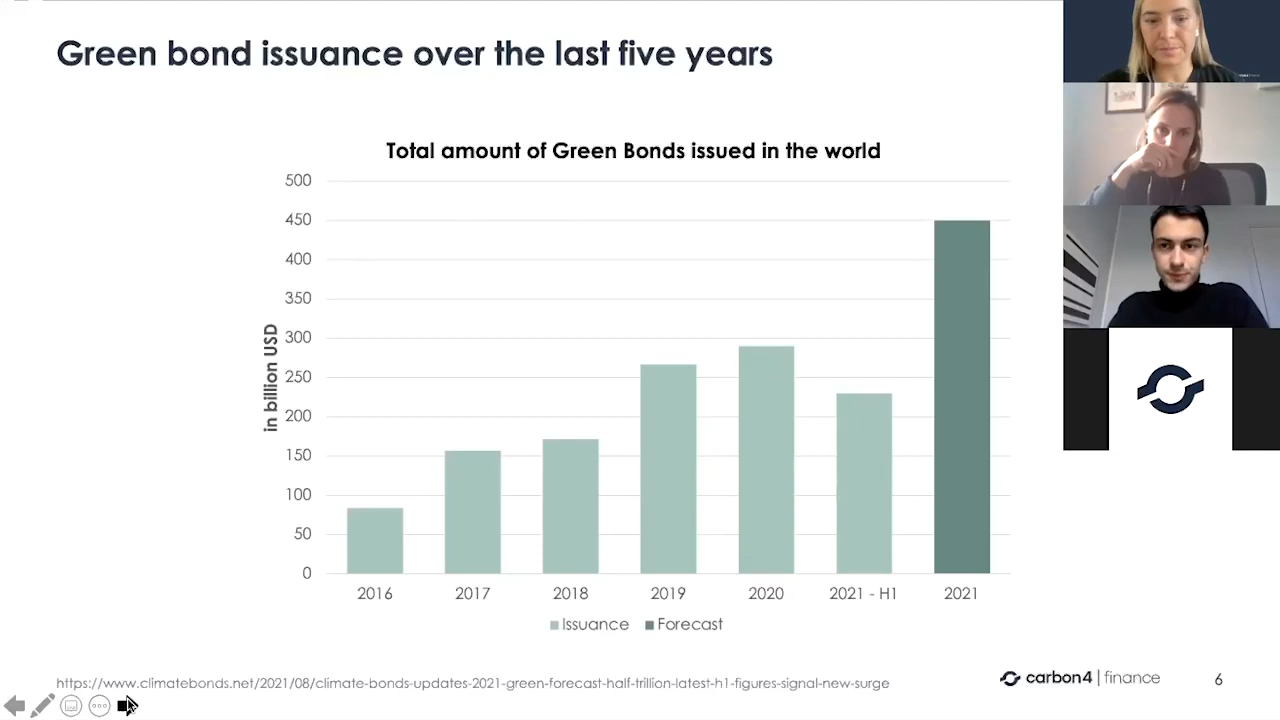 Green bond issuance over the last five years
Total amount of Green Bonds issued in the world
in billion USD
500
450
400
350
300
250
200
150
100
50
0
2016 2017 2018 2019 2020 2021 - H1 2021
Issuance Forecast
https://www.climatebonds.net/2021/08/climate-bonds-updates-2021-green-forecast-half-trillion-latest-h1-figures-signal-new-surge
carbon4 | finance
6